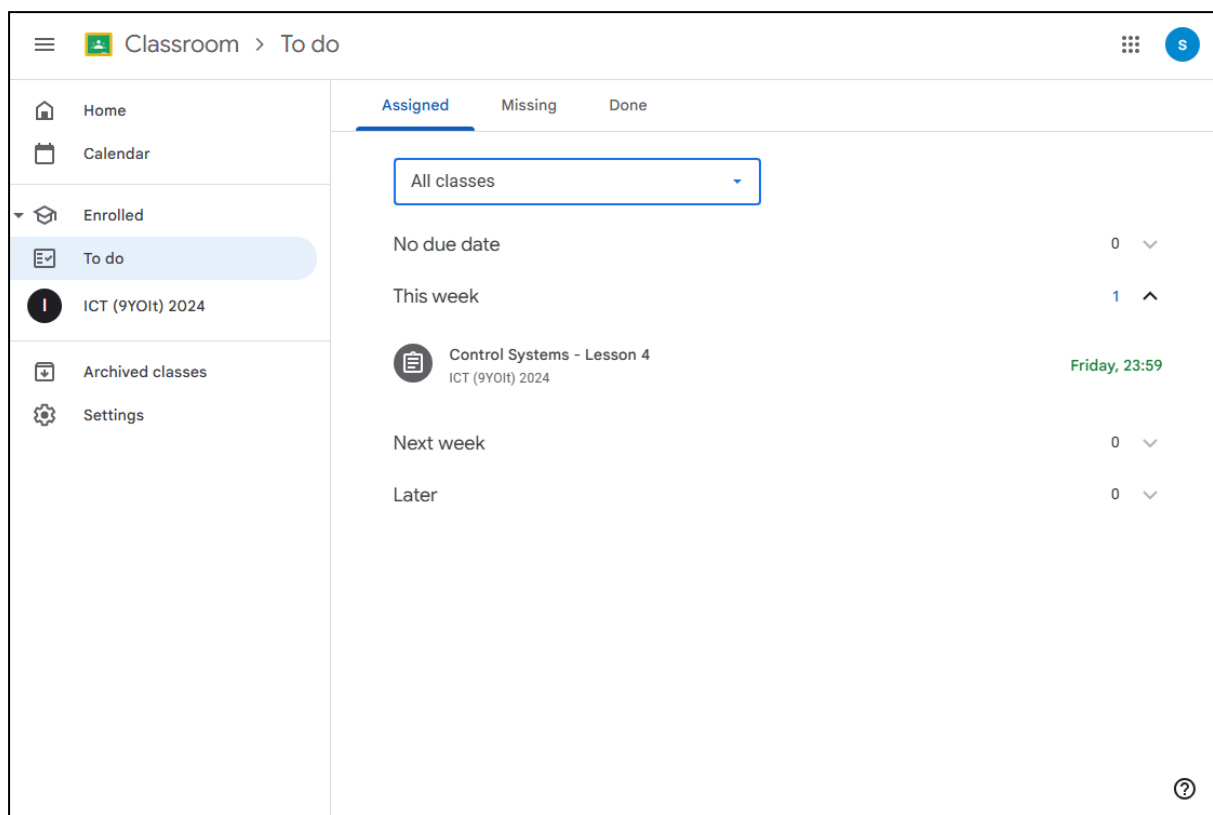 Classroom > To do
S
Home
Calendar
Enrolled
To do
I
ICT (9YOIt) 2024
Archived classes
Settings
Assigned Missing Done
All classes
No due date 0
This week 1
Control Systems - Lesson 4
ICT (9YOIt) 2024
Friday, 23:59
Next week 0
Later 0
?